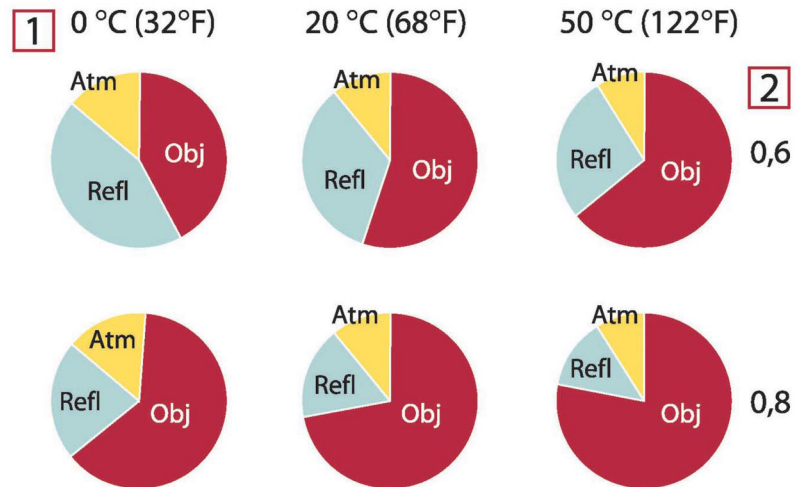 1 0 °C (32°F) 20 °C (68°F) 50 °C (122°F)
Atm Atm Atm
2
Obj Refl Obj Refl Obj 0,6
Refl
Atm Atm Atm
Refl Obj Refl Obj Refl Obj 0,8